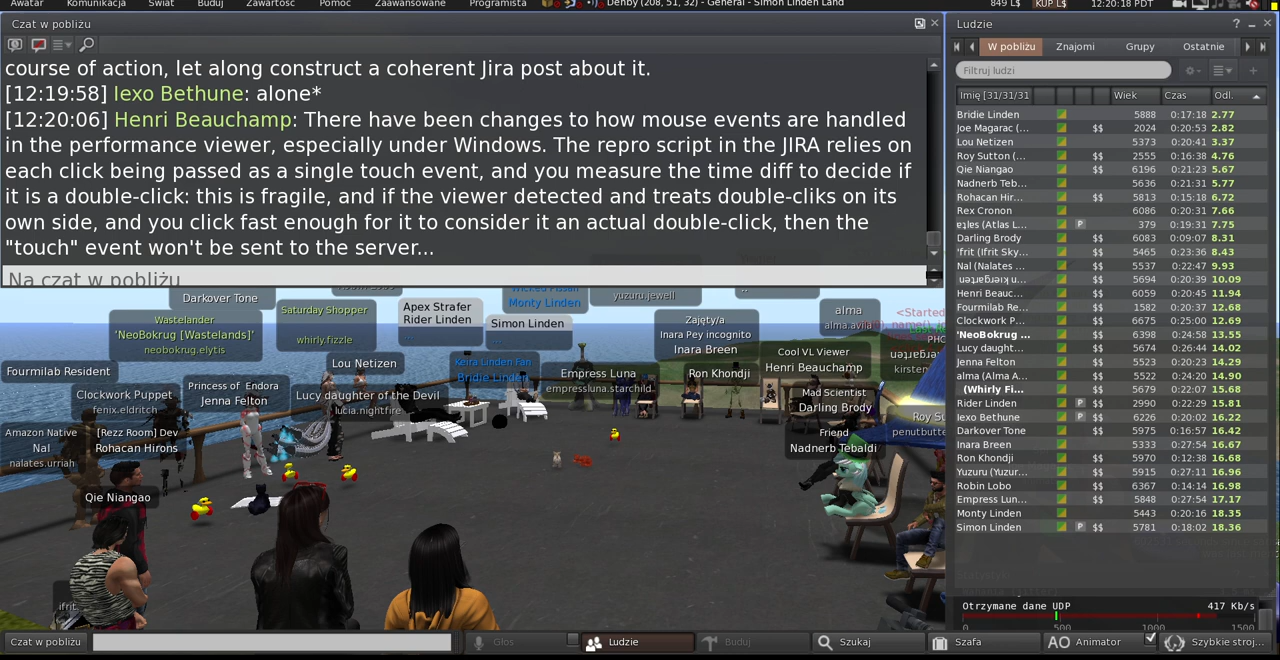 Awatar Komunikacja Świat Buduj Zawartość Pomoc Zaawansowane Programista Denby (208, 51, 32) - General - Simon Linden Land 849 L$ KUP L$ 12:20:18 PDT
Czat w pobliżu
course of action, let along construct a coherent Jira post about it.
[12:19:58] Iexo Bethune: alone*
[12:20:06] Henri Beauchamp: There have been changes to how mouse events are handled
in the performance viewer, especially under Windows. The repro script in the JIRA relies on
each click being passed as a single touch event, and you measure the time diff to decide if
it is a double-click: this is fragile, and if the viewer detected and treats double-cliks on its
own side, and you click fast enough for it to consider it an actual double-click, then the
"touch" event won't be sent to the server...
Na czat w pobliżu
Darkover Tone
Wastelander
'NeoBokrug [Wastelands]'
neobokrug.elytis
Saturday Shopper
whirly.fizzle
Apex Strafer
Rider Linden
Monty Linden
Simon Linden
yuzuru.jewell
Zajęty/a
Inara Pey incognito
Inara Breen
alma
alma.avila
<Started
Fourmilab Resident
Lou Netizen
Keira Linden Fan
Bridie Linden
Empress Luna
empressluna.starchild
Ron Khondji
Cool VL Viewer
Henri Beauchamp
Clockwork Puppet
fenix.eldritch
Princess of Endora
Jenna Felton
Lucy daughter of the Devil
lucia.nightfire
Mad Scientist
Darling Brody
Roy Su
penutbutte
Amazon Native
Nal
nalates.urriah
[Rezz Room] Dev
Rohacan Hirons
Friend
Nadnerb Tebaldi
Qie Niangao
ifrit
Ludzie
W pobliżu Znajomi Grupy Ostatnie
Filtruj ludzi
Imię [31/31/31 Wiek Czas Odl.
Bridie Linden 5888 0:17:18 2.77
Joe Magarac (... $$ 2024 0:20:53 2.82
Lou Netizen 5373 0:20:41 3.37
Roy Sutton (... $$ 2555 0:16:38 4.76
Qie Niangao $$ 6196 0:21:23 5.67
Nadnerb Teb... 5636 0:21:31 5.77
Rohacan Hir... $$ 5813 0:15:18 6.72
Rex Cronon 6086 0:20:31 7.66
(Atlas L... P 379 0:19:31 7.75
Darling Brody $$ 6083 0:09:07 8.31
'frit (Ifrit Sky... $$ 5465 0:23:36 8.43
Nal (Nalates ... $$ 5537 0:22:47 9.93
$$ 5694 0:20:39 10.09
Henri Beauc... $$ 6059 0:20:45 11.94
Fourmilab Re... $$ 1582 0:20:37 12.68
Clockwork P... $$ 6675 0:25:00 12.69
'NeoBokrug ... $$ 6398 0:24:58 13.55
Lucy daught... $$ 5674 0:26:44 14.02
Jenna Felton $$ 5523 0:20:23 14.29
alma (Alma A... $$ 5522 0:24:20 14.90
(Whirly Fi... $$ 5679 0:22:07 15.68
Rider Linden P $$ 2990 0:22:29 15.81
Iexo Bethune P $$ 6226 0:20:02 16.22
Darkover Tone $$ 5975 0:16:57 16.42
Inara Breen 5333 0:27:54 16.67
Ron Khondji $$ 5970 0:12:38 16.68
Yuzuru (Yuzur... $$ 5915 0:27:11 16.96
Robin Lobo $$ 6367 0:14:14 16.98
Empress Lun... $$ 5848 0:27:54 17.17
Monty Linden 5443 0:20:16 18.35
Simon Linden P $$ 5781 0:18:02 18.36
Otrzymane dane UDP 417 Kb/s
0 500 1000 1500
Czat w pobliżu Głos Ludzie Buduj Szukaj Szafa AO Animator Szybkie stroj...